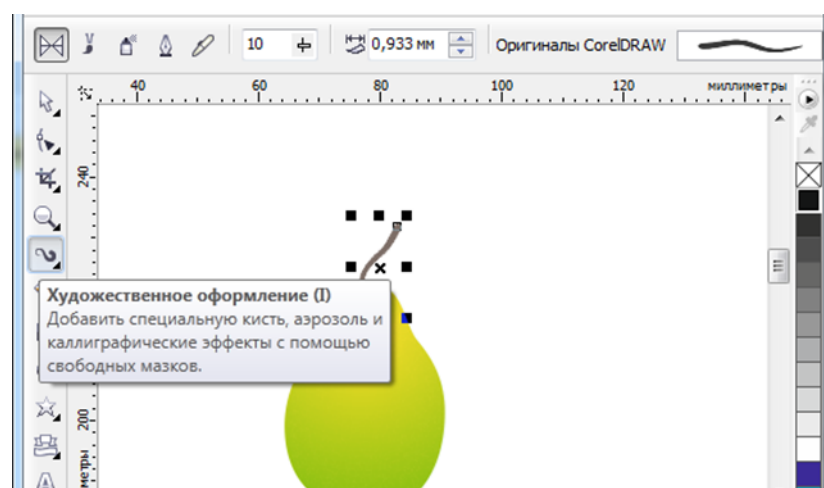 10 0,933 мм Оригиналы CorelDRAW
40 60 80 100 120 миллиметры
240
Художественное оформление (I)
Добавить специальную кисть, аэрозоль и
каллиграфические эффекты с помощью
свободных мазков.
200
метры